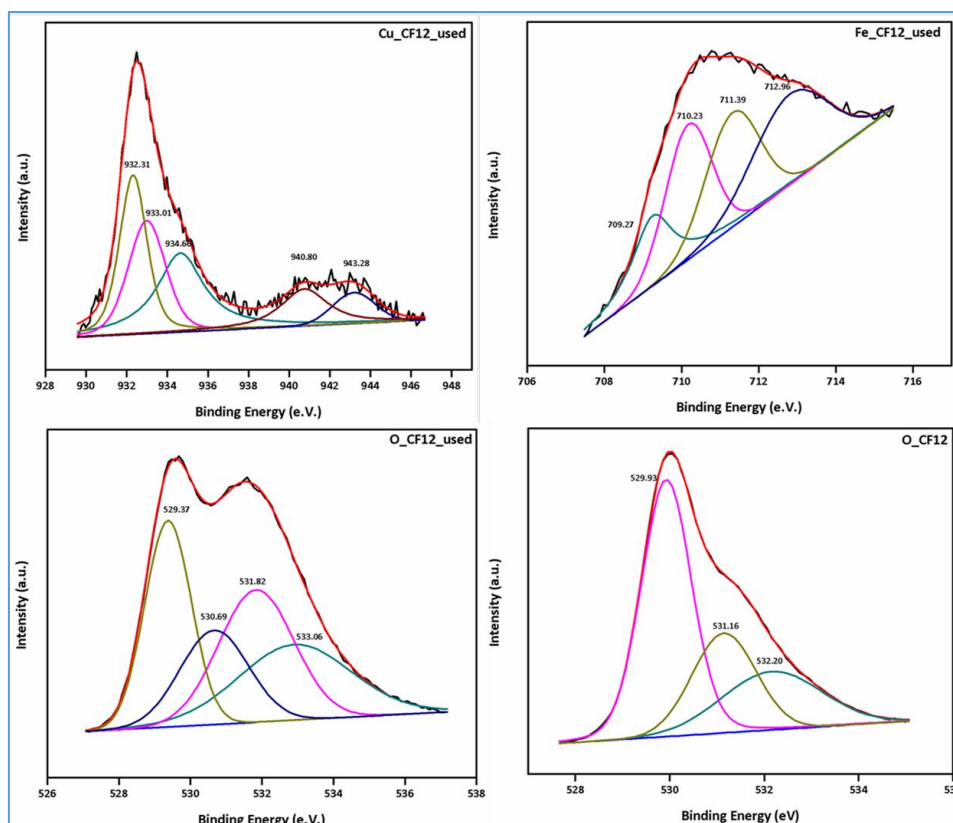 Cu_CF12_used
932.31
933.01
934.66
940.80
943.28
Intensity (a.u.)
928 930 932 934 936 938 940 942 944 946 948
Binding Energy (e.V.)
Fe_CF12_used
712.96
711.39
710.23
709.27
Intensity (a.u.)
706 708 710 712 714 716
Binding Energy (e.V.)
O_CF12_used
529.37
531.82
530.69
533.06
Intensity (a.u.)
526 528 530 532 534 536 538
Binding Energy (e.V.)
O_CF12
529.93
531.16
532.20
Intensity (a.u.)
528 530 532 534
Binding Energy (eV)